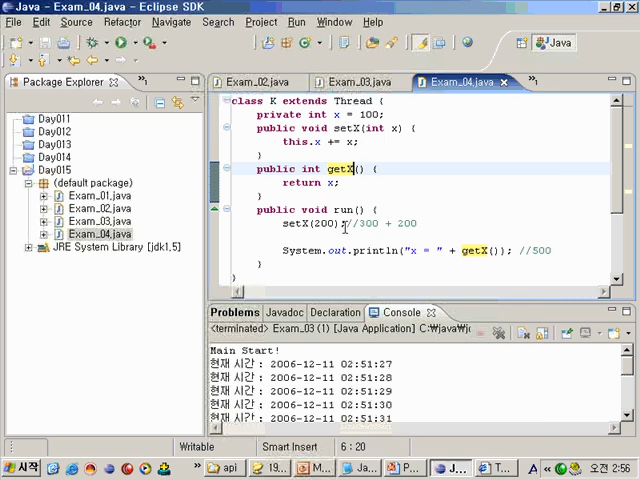 Java - Exam_04.java - Eclipse SDK
File Edit Source Refactor Navigate Search Project Run Window Help
Java
Package Explorer
Exam_02.java Exam_03.java Exam_04.java
Day011
Day012
Day013
Day014
Day015
(default package)
Exam_01.java
Exam_02.java
Exam_03.java
Exam_04.java
JRE System Library [jdk1.5]
class K extends Thread {
private int x = 100;
public void setX(int x) {
this.x += x;
}
public int getX() {
return x;
}
public void run() {
setX(200);//300 + 200
System.out.println("x = " + getX()); //500
}
}
Problems Javadoc Declaration Console
<terminated> Exam_03 (1) [Java Application] C:\java\jc
Main Start!
현재 시간 : 2006-12-11 02:51:27
현재 시간 : 2006-12-11 02:51:28
현재 시간 : 2006-12-11 02:51:29
현재 시간 : 2006-12-11 02:51:30
현재 시간 : 2006-12-11 02:51:31
Writable Smart Insert 6 : 20
시작 api 19... M... Ja... P... J... T... A 오후 2:56